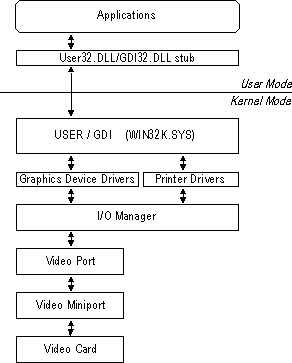 Applications
User32.DLL/GDI32.DLL stub
User Mode
Kernel Mode
USER / GDI (WIN32K.SYS)
Graphics Device Drivers
Printer Drivers
I/O Manager
Video Port
Video Miniport
Video Card